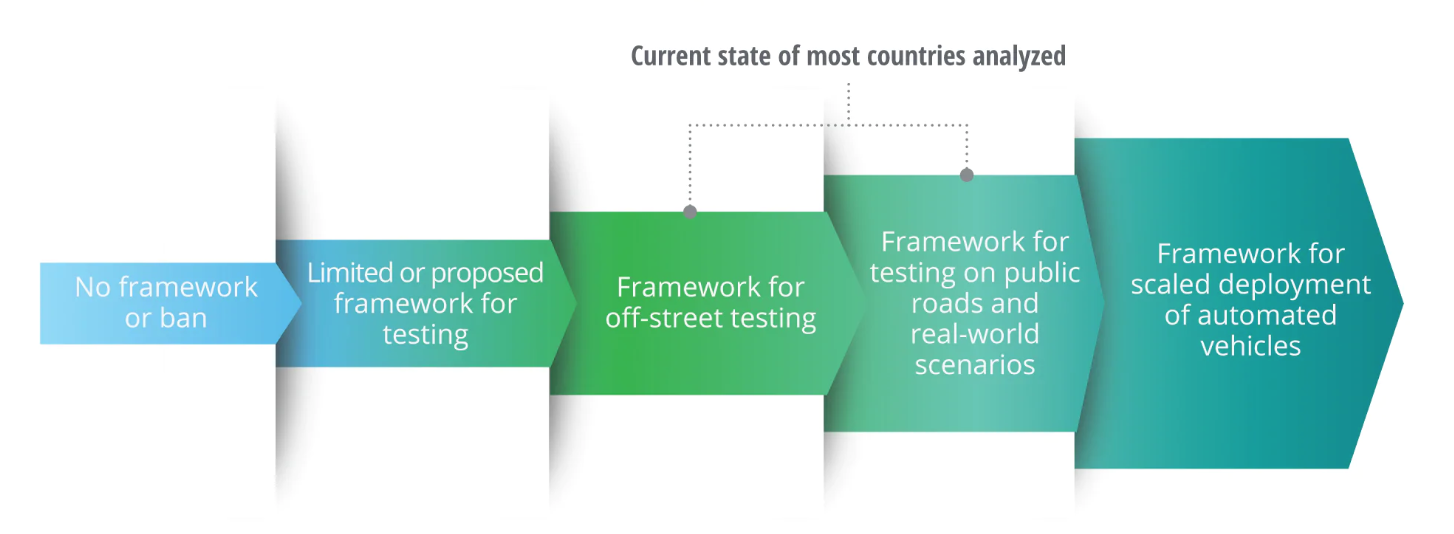 Current state of most countries analyzed
No framework
or ban
Limited or proposed
framework for
testing
Framework for
off-street testing
Framework for
testing on public
roads and
real-world
scenarios
Framework for
scaled deployment
of automated
vehicles